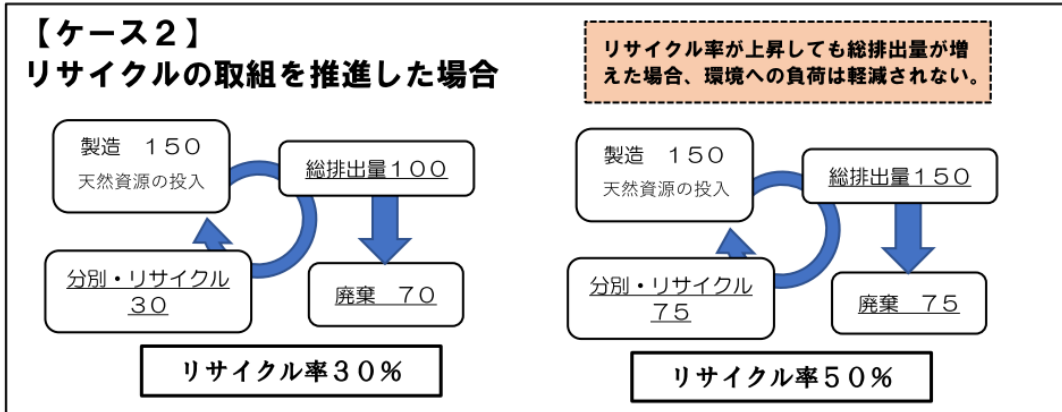 【ケース２】
リサイクルの取組を推進した場合
リサイクル率が上昇しても総排出量が増
えた場合、環境への負荷は軽減されない。
製造　１５０
天然資源の投入
総排出量１００
分別・リサイクル
３０
廃棄　７０
リサイクル率３０％
製造　１５０
天然資源の投入
総排出量１５０
分別・リサイクル
７５
廃棄　７５
リサイクル率５０％